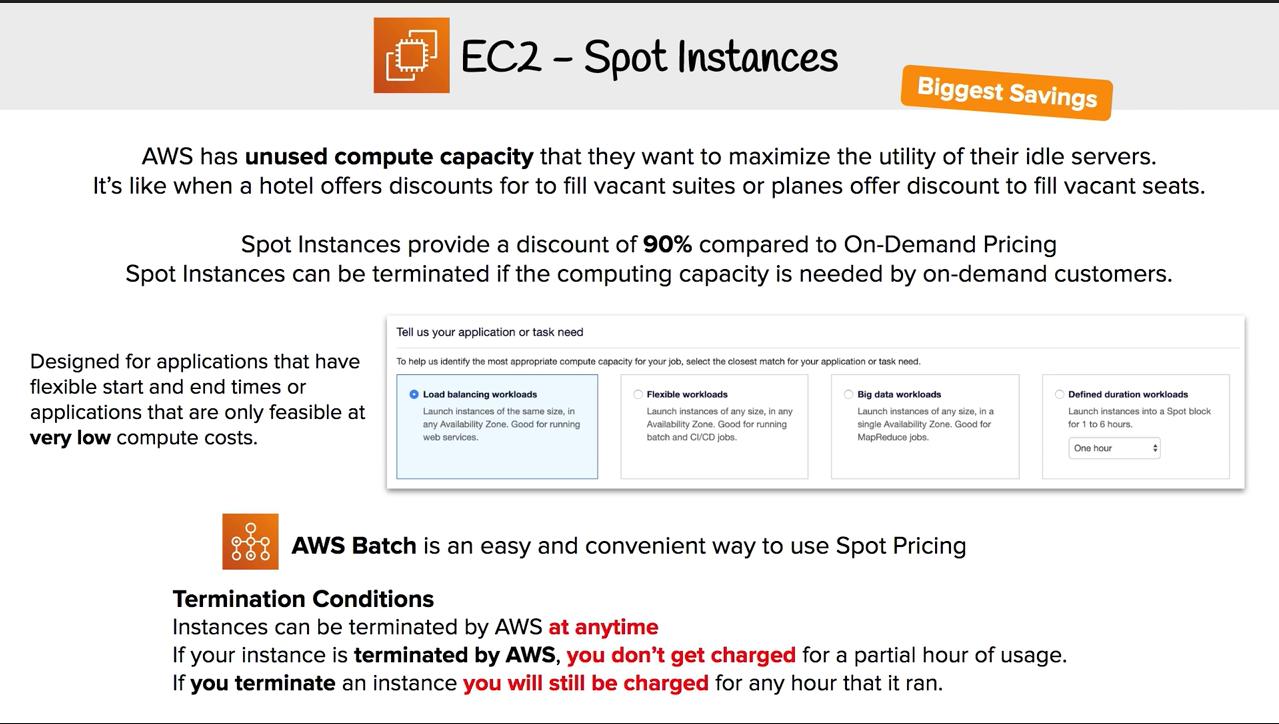 EC2 – Spot Instances
Biggest Savings
AWS has unused compute capacity that they want to maximize the utility of their idle servers.
It's like when a hotel offers discounts for to fill vacant suites or planes offer discount to fill vacant seats.
Spot Instances provide a discount of 90% compared to On-Demand Pricing
Spot Instances can be terminated if the computing capacity is needed by on-demand customers.
Designed for applications that have
flexible start and end times or
applications that are only feasible at
very low compute costs.
Tell us your application or task need
To help us identify the most appropriate compute capacity for your job, select the closest match for your application or task need.
Load balancing workloads
Launch instances of the same size, in
any Availability Zone. Good for running
web services.
Flexible workloads
Launch instances of any size, in any
Availability Zone. Good for running
batch and CI/CD jobs.
Big data workloads
Launch instances of any size, in a
single Availability Zone. Good for
MapReduce jobs.
Defined duration workloads
Launch instances into a Spot block
for 1 to 6 hours.
One hour
AWS Batch is an easy and convenient way to use Spot Pricing
Termination Conditions
Instances can be terminated by AWS at anytime
If your instance is terminated by AWS, you don't get charged for a partial hour of usage.
If you terminate an instance you will still be charged for any hour that it ran.